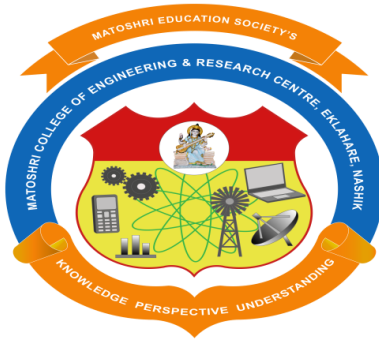 MATOSHRI EDUCATION SOCIETY'S
MATOSHRI COLLEGE OF ENGINEERING & RESEARCH CENTRE, EKLAHARE, NASHIK
KNOWLEDGE PERSPECTIVE UNDERSTANDING